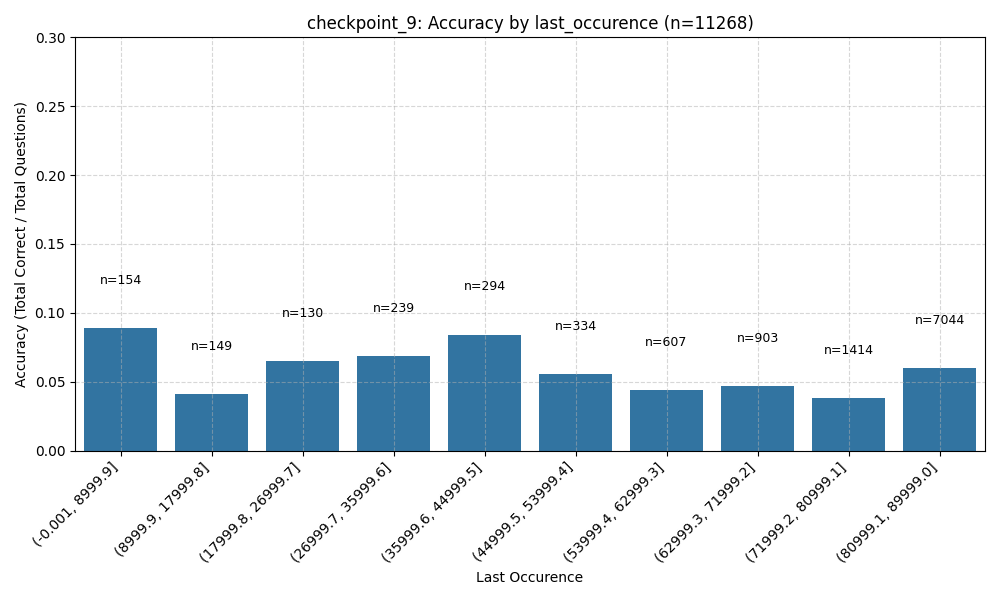 checkpoint_9: Accuracy by last_occurence (n=11268)
Accuracy (Total Correct / Total Questions)
0.30
0.25
0.20
0.15
0.10
0.05
0.00
n=154
n=149
n=130
n=239
n=294
n=334
n=607
n=903
n=1414
n=7044
(-0.001, 8999.9]
(8999.9, 17999.8]
(17999.8, 26999.7]
(26999.7, 35999.6]
(35999.6, 44999.5]
(44999.5, 53999.4]
(53999.4, 62999.3]
(62999.3, 71999.2]
(71999.2, 80999.1]
(80999.1, 89999.0]
Last Occurence